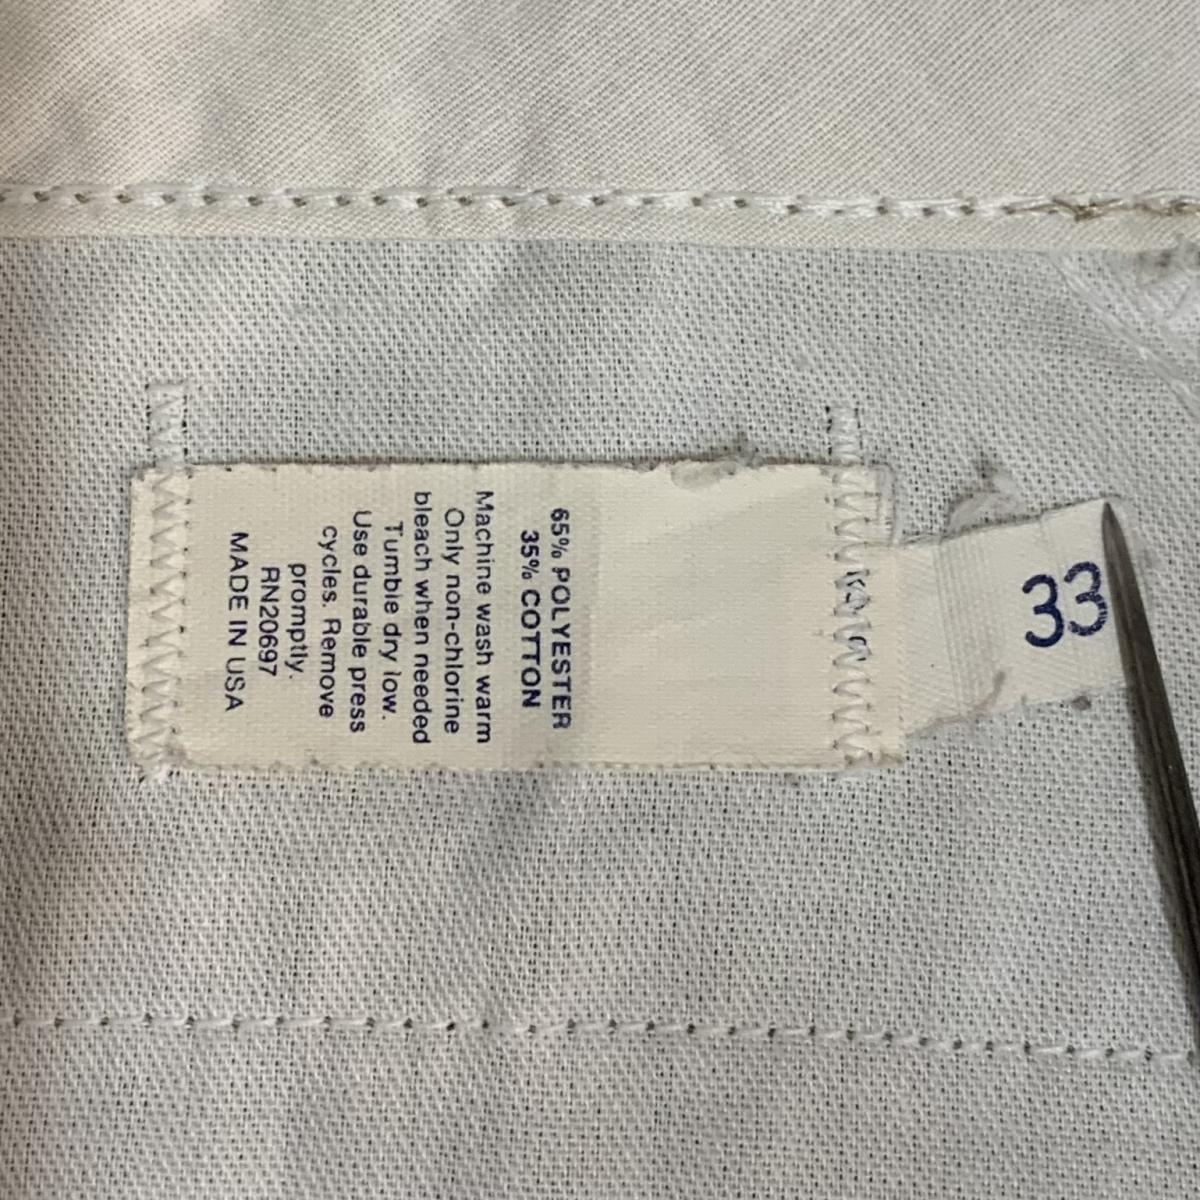 65% POLYESTER
35% COTTON
Machine wash warm
Only non-chlorine
bleach when needed
Tumble dry low.
Use durable press
cycles. Remove
promptly.
RN20697
MADE IN USA
33